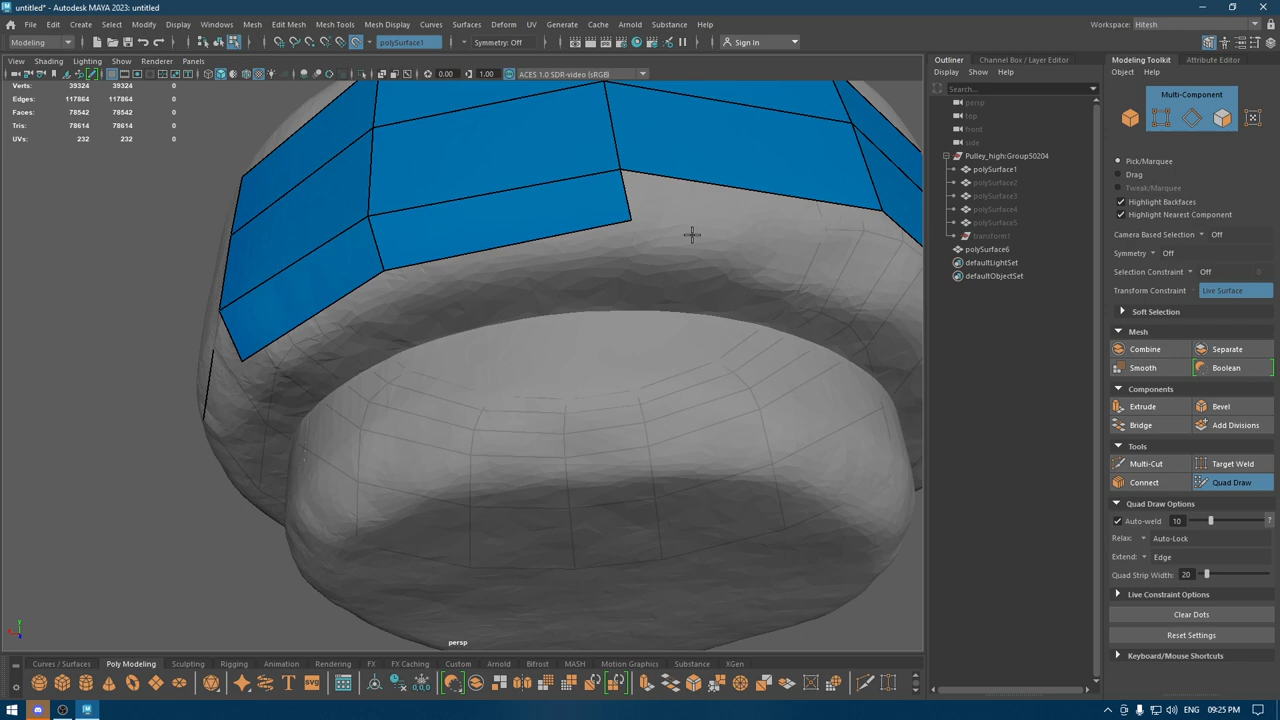 untitled* - Autodesk MAYA 2023: untitled
File Edit Create Select Modify Display Windows Mesh Edit Mesh Mesh Tools Mesh Display Curves Surfaces Deform UV Generate Cache Arnold Substance Help
Workspace: Hitesh
Modeling
polySurface1
Symmetry: Off
Sign In
View Shading Lighting Show Renderer Panels
0.00 1.00 ACES 1.0 SDR-video (sRGB)
Verts: 39324 39324 0
Edges: 117864 117864 0
Faces: 78542 78542 0
Tris: 78614 78614 0
UVs: 232 232 0
persp
Outliner
Channel Box / Layer Editor
Display Show Help
Search...
persp
top
front
side
Pulley_high:Group50204
polySurface1
polySurface2
polySurface3
polySurface4
polySurface5
transform1
polySurface6
defaultLightSet
defaultObjectSet
Modeling Toolkit Attribute Editor
Object Help
Multi-Component
Pick/Marquee
Drag
Tweak/Marquee
Highlight Backfaces
Highlight Nearest Component
Camera Based Selection Off
Symmetry Off
Selection Constraint Off 0
Transform Constraint Live Surface
Soft Selection
Mesh
Combine Separate
Smooth Boolean
Components
Extrude Bevel
Bridge Add Divisions
Tools
Multi-Cut Target Weld
Connect Quad Draw
Quad Draw Options
Auto-weld 10 ?
Relax: Auto-Lock
Extend: Edge
Quad Strip Width: 20
Live Constraint Options
Clear Dots
Reset Settings
Keyboard/Mouse Shortcuts
Curves / Surfaces Poly Modeling Sculpting Rigging Animation Rendering FX FX Caching Custom Arnold Bifrost MASH Motion Graphics Substance XGen
SVG
0,0,0
09:25 PM